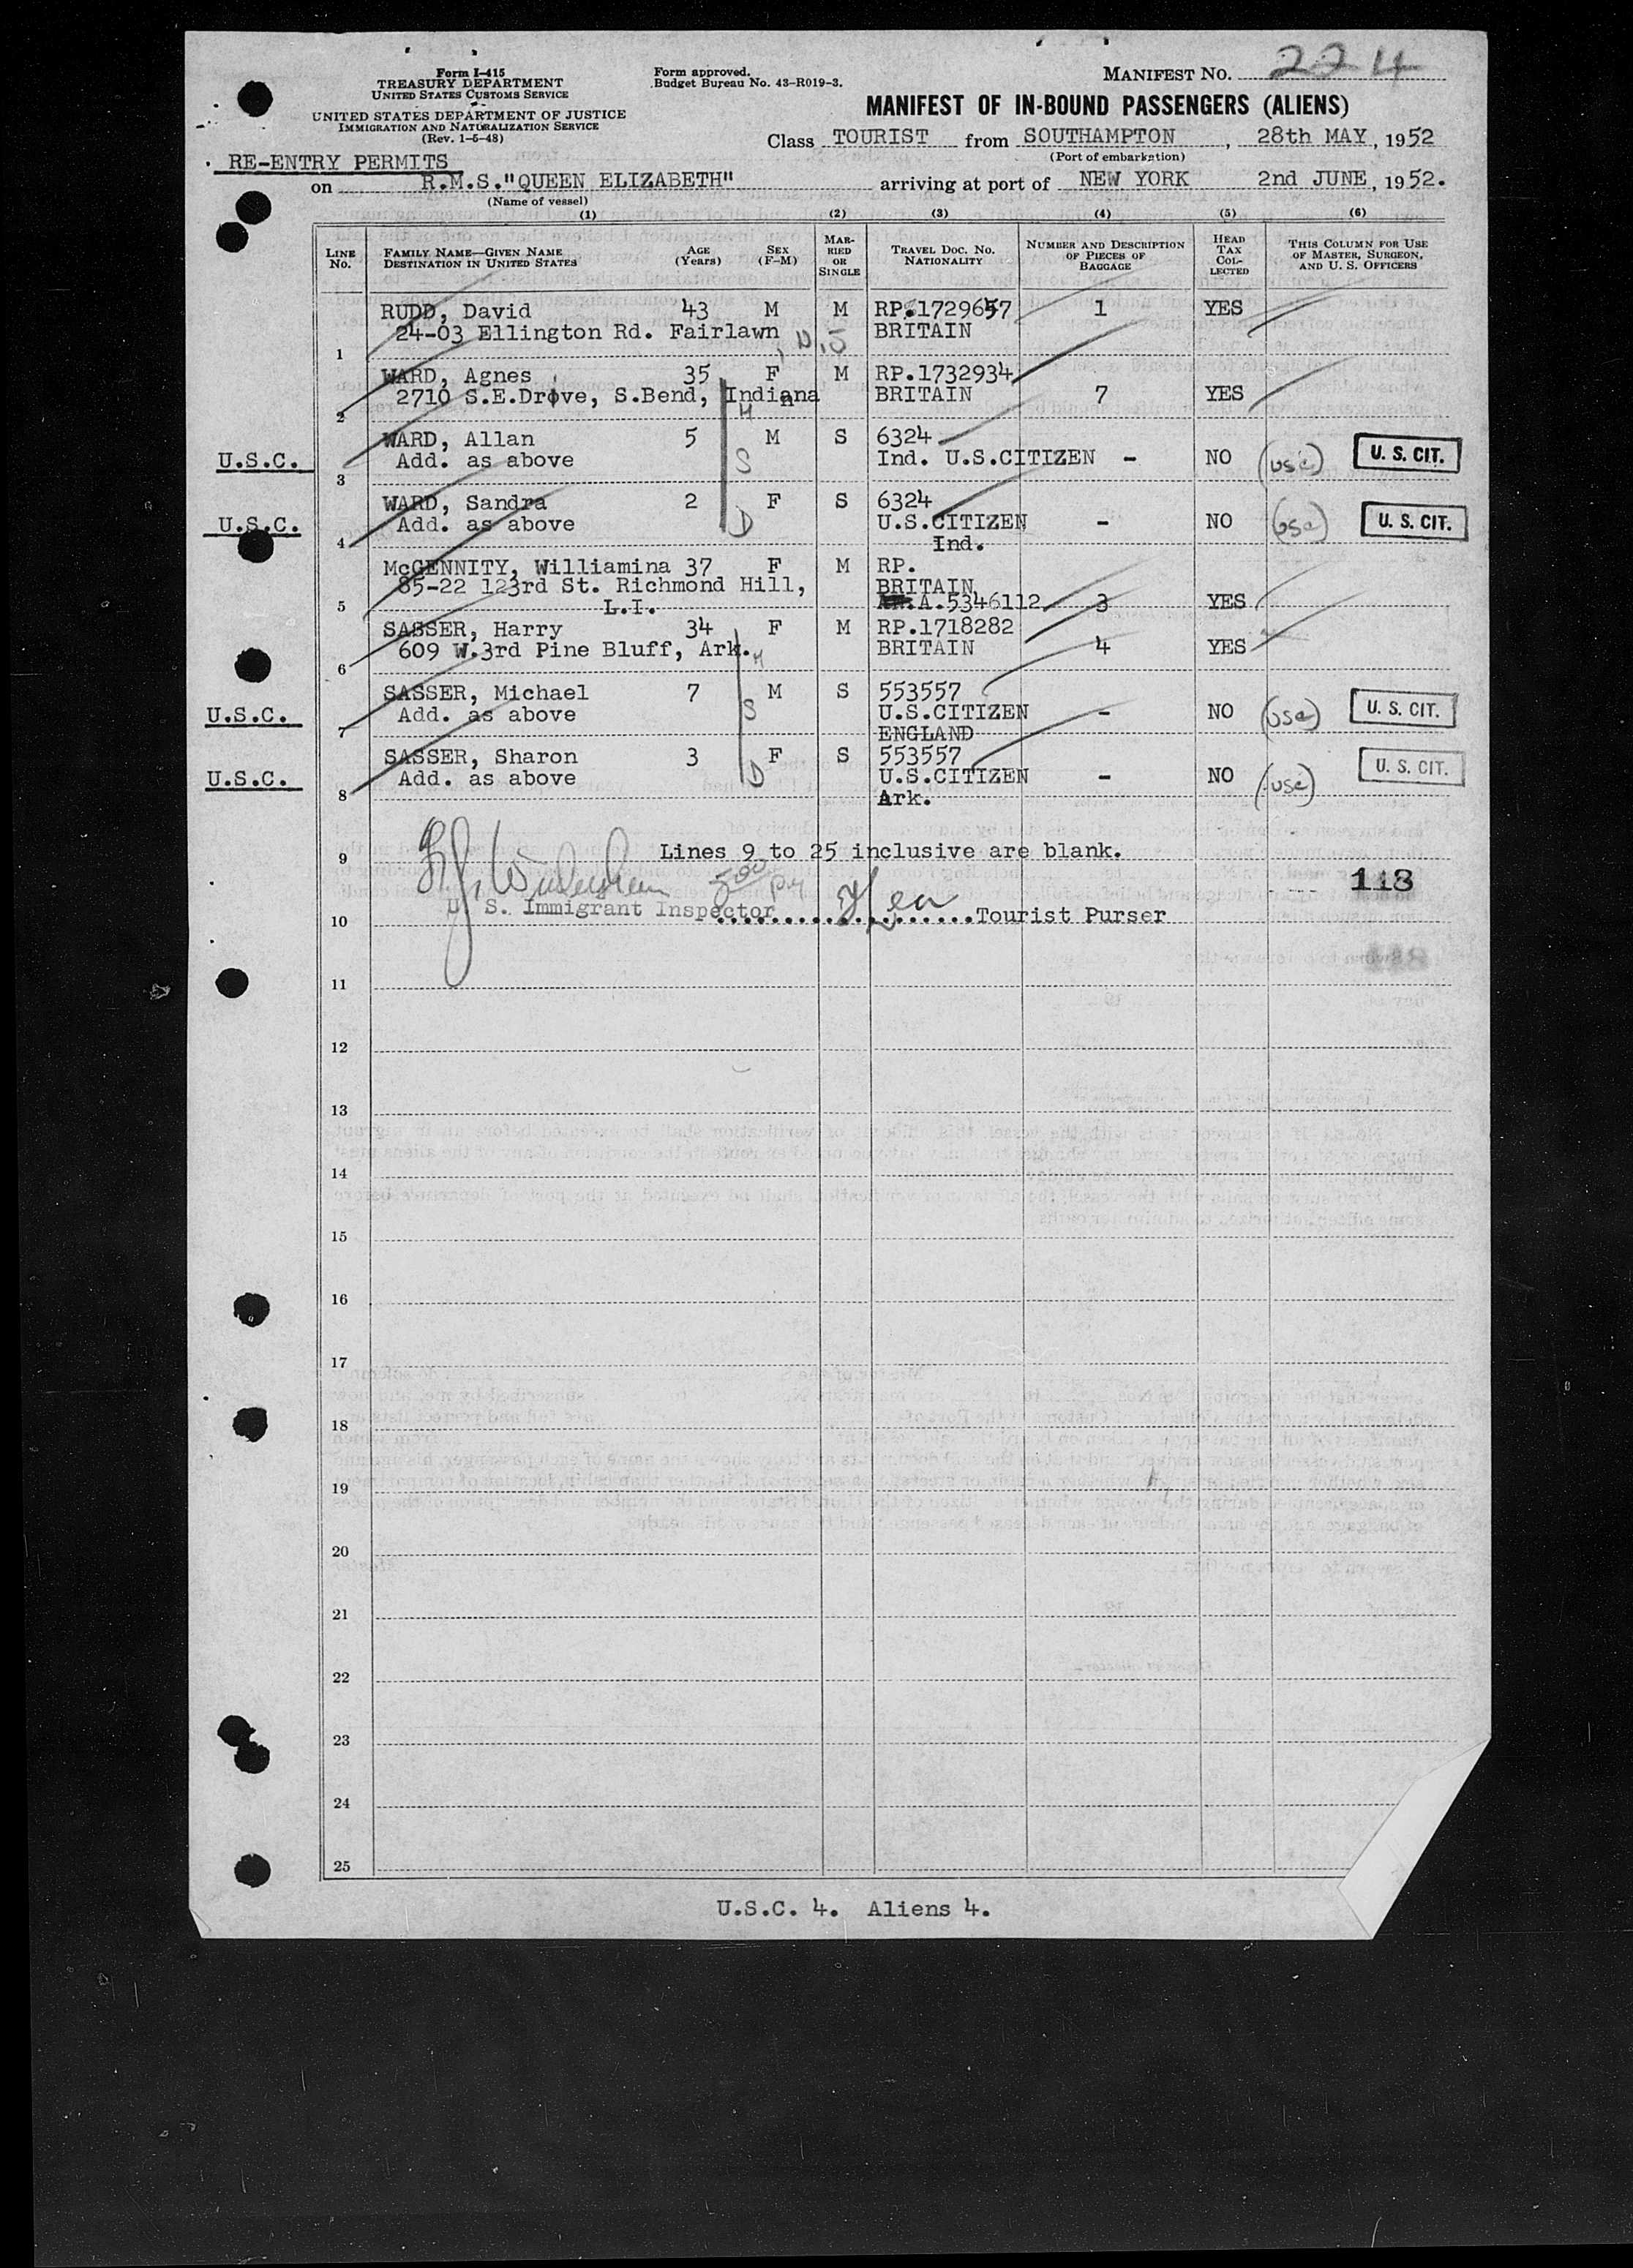 Form I-415
TREASURY DEPARTMENT
UNITED STATES CUSTOMS SERVICE
UNITED STATES DEPARTMENT OF JUSTICE
IMMIGRATION AND NATURALIZATION SERVICE
(Rev. 1-5-48)
Form approved.
Budget Bureau No. 43-R019-3.
MANIFEST NO. 224
MANIFEST OF IN-BOUND PASSENGERS (ALIENS)
Class TOURIST from SOUTHAMPTON, 28th MAY, 1952
(Port of embarkation)
RE-ENTRY PERMITS
on R.M.S."QUEEN ELIZABETH" arriving at port of NEW YORK 2nd JUNE, 1952.
(Name of vessel)
(1) (2) (3) (4) (5) (6)
LINE NO. FAMILY NAME—GIVEN NAME DESTINATION IN UNITED STATES AGE (Years) SEX (F-M) MARRIED OR SINGLE TRAVEL DOC. NO. NATIONALITY NUMBER AND DESCRIPTION OF PIECES OF BAGGAGE HEAD TAX COLLECTED THIS COLUMN FOR USE OF MASTER, SURGEON, AND U. S. OFFICERS
RUDD, David 43 M M RP.1729657 1 YES
24-03 Ellington Rd. Fairlawn, N.J. BRITAIN
1
WARD, Agnes 35 F M RP.1732934
2710 S.E.Drove, S.Bend, Indiana BRITAIN 7 YES
2
WARD, Allan 5 M S 6324
U.S.C. Add. as above S Ind. U.S.CITIZEN - NO (usc) U. S. CIT.
3
WARD, Sandra 2 F S 6324
U.S.C. Add. as above D U.S.CITIZEN - NO (usc) U. S. CIT.
4 Ind.
McGENNITY, Williamina 37 F M RP.
85-22 123rd St. Richmond Hill, BRITAIN
5 L.I. A.5346112 3 YES
SASSER, Harry 34 F M RP.1718282
609 W.3rd Pine Bluff, Ark. BRITAIN 4 YES
6
SASSER, Michael 7 M S 553557
U.S.C. Add. as above S U.S.CITIZEN - NO (usc) U. S. CIT.
7 ENGLAND
SASSER, Sharon 3 F S 553557
U.S.C. Add. as above D U.S.CITIZEN - NO (usc) U. S. CIT.
8 Ark.
9 Lines 9 to 25 inclusive are blank.
118
U. S. Immigrant Inspector
10 Tourist Purser
11
12
13
14
15
16
17
18
19
20
21
22
23
24
25
U.S.C. 4. Aliens 4.